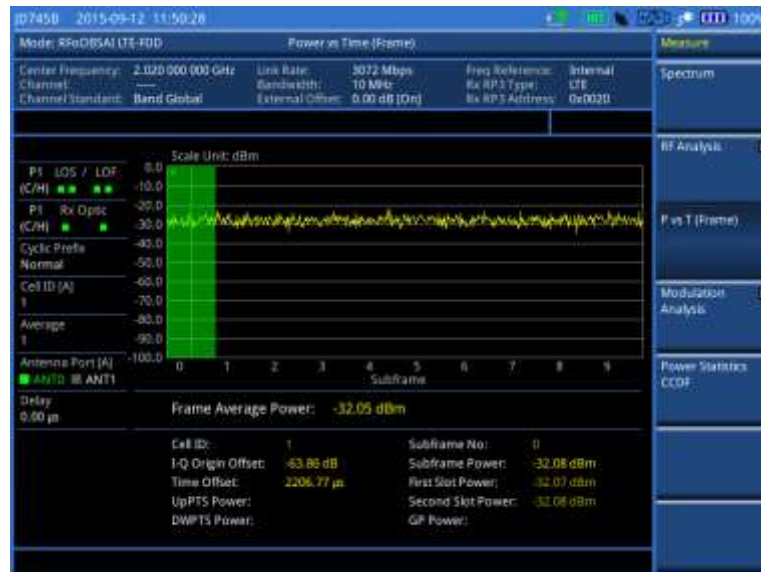 JD745B 2015-09-12 11:50:28 100%
Mode: RFoOBSAI LTE-FDD Power vs Time (Frame) Measure
Center Frequency: 2.020 000 000 GHz Link Rate: 3072 Mbps Freq Reference: Internal
Channel: ---- Bandwidth: 10 MHz Rx RP3 Type: LTE
Channel Standard: Band Global External Offset: 0.00 dB [On] Rx RP3 Address: 0x0020
Spectrum
RF Analysis
P vs T (Frame)
Modulation Analysis
Power Statistics CCDF
Scale Unit: dBm
P1 LOS / LOF
(C/H)
P1 Rx Optic
(C/H)
Cyclic Prefix
Normal
Cell ID [A]
1
Average
1
Antenna Port [A]
ANT0 ANT1
Delay
0.00 µs
0.0
-10.0
-20.0
-30.0
-40.0
-50.0
-60.0
-70.0
-80.0
-90.0
-100.0
0 1 2 3 4 5 6 7 8 9
Subframe
Frame Average Power: -32.05 dBm
Cell ID: 1 Subframe No: 0
I-Q Origin Offset: -63.86 dB Subframe Power: -32.08 dBm
Time Offset: 2206.77 µs First Slot Power: -32.07 dBm
UpPTS Power: Second Slot Power: -32.08 dBm
DWPTS Power: GP Power: